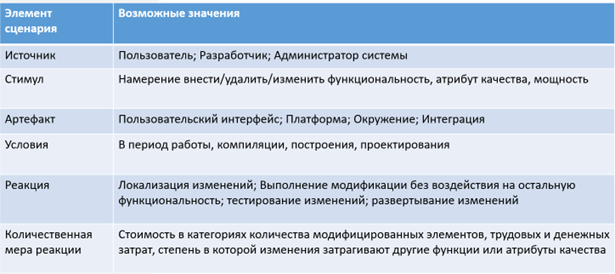 Элемент
сценария
Возможные значения
Источник
Пользователь; Разработчик; Администратор системы
Стимул
Намерение внести/удалить/изменить функциональность, атрибут качества, мощность
Артефакт
Пользовательский интерфейс; Платформа; Окружение; Интеграция
Условия
В период работы, компиляции, построения, проектирования
Реакция
Локализация изменений; Выполнение модификации без воздействия на остальную
функциональность; тестирование изменений; развертывание изменений
Количественная
мера реакции
Стоимость в категориях количества модифицированных элементов, трудовых и денежных
затрат, степень в которой изменения затрагивают другие функции или атрибуты качества